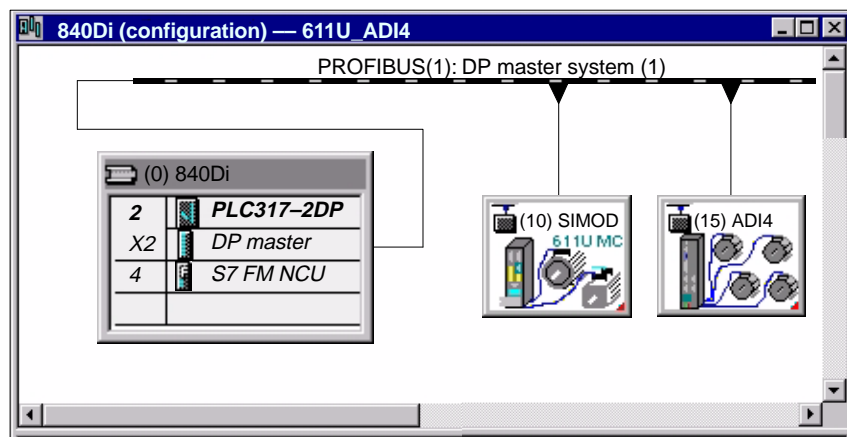 840Di (configuration) — 611U_ADI4
PROFIBUS(1): DP master system (1)
(0) 840Di
2 PLC317–2DP
X2 DP master
4 S7 FM NCU
(10) SIMOD
611U MC
(15) ADI4